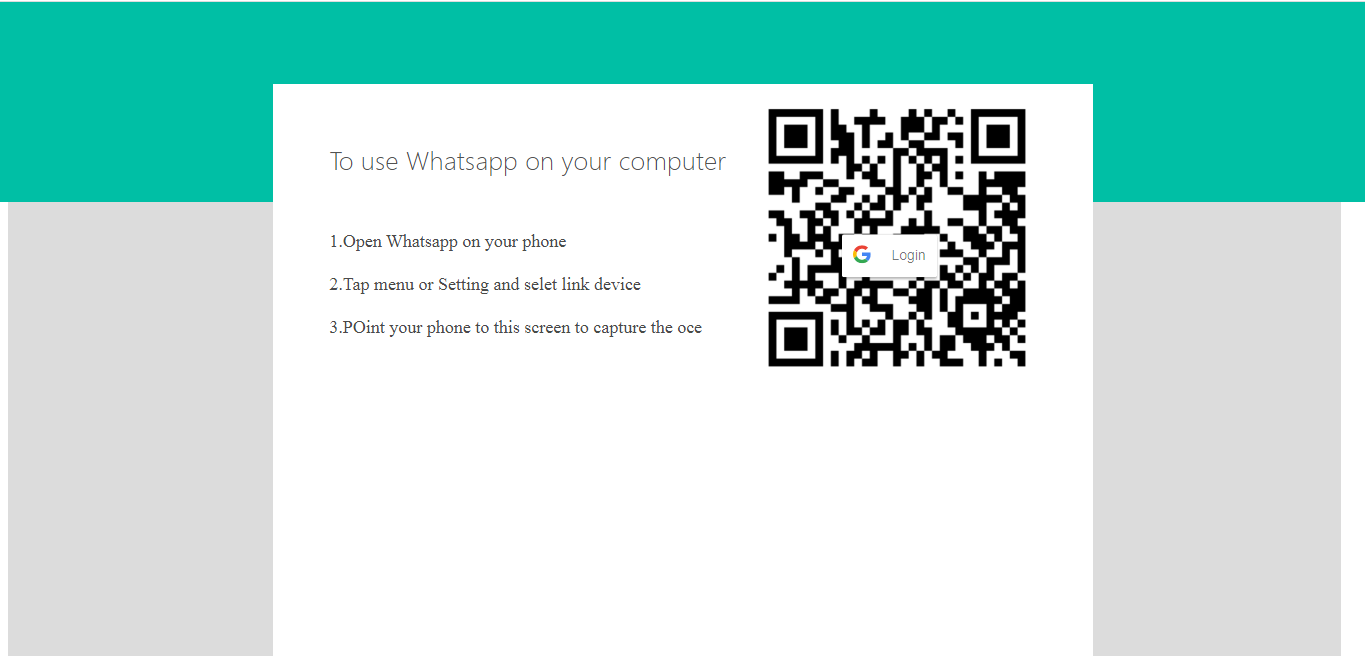 To use Whatsapp on your computer
1.Open Whatsapp on your phone
Login
2.Tap menu or Setting and selet link device
3.POint your phone to this screen to capture the oce